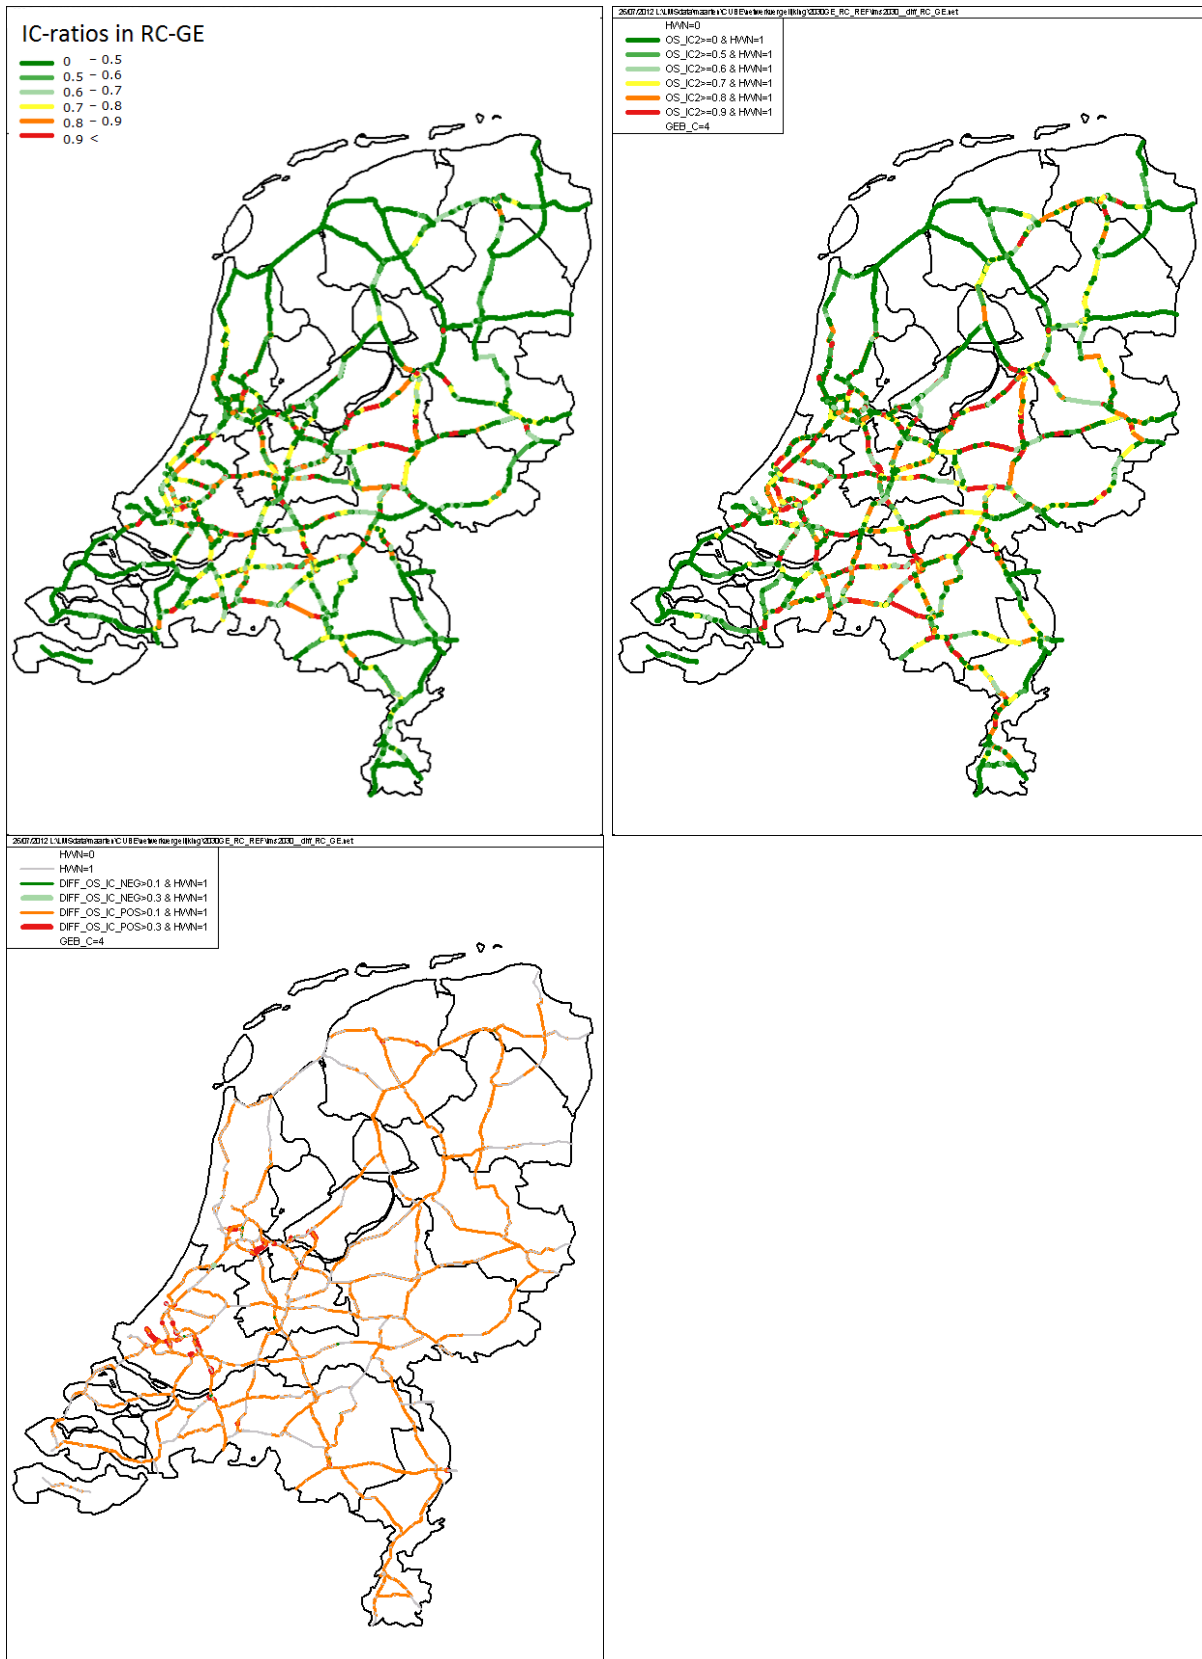 IC-ratios in RC-GE
0 - 0.5
0.5 - 0.6
0.6 - 0.7
0.7 - 0.8
0.8 - 0.9
0.9 <
HWN=0
OS_IC2>=0 & HWN=1
OS_IC2>=0.5 & HWN=1
OS_IC2>=0.6 & HWN=1
OS_IC2>=0.7 & HWN=1
OS_IC2>=0.8 & HWN=1
OS_IC2>=0.9 & HWN=1
GEB_C=4
HWN=0
HWN=1
DIFF_OS_IC_NEG>0.1 & HWN=1
DIFF_OS_IC_NEG>0.3 & HWN=1
DIFF_OS_IC_POS>0.1 & HWN=1
DIFF_OS_IC_POS>0.3 & HWN=1
GEB_C=4